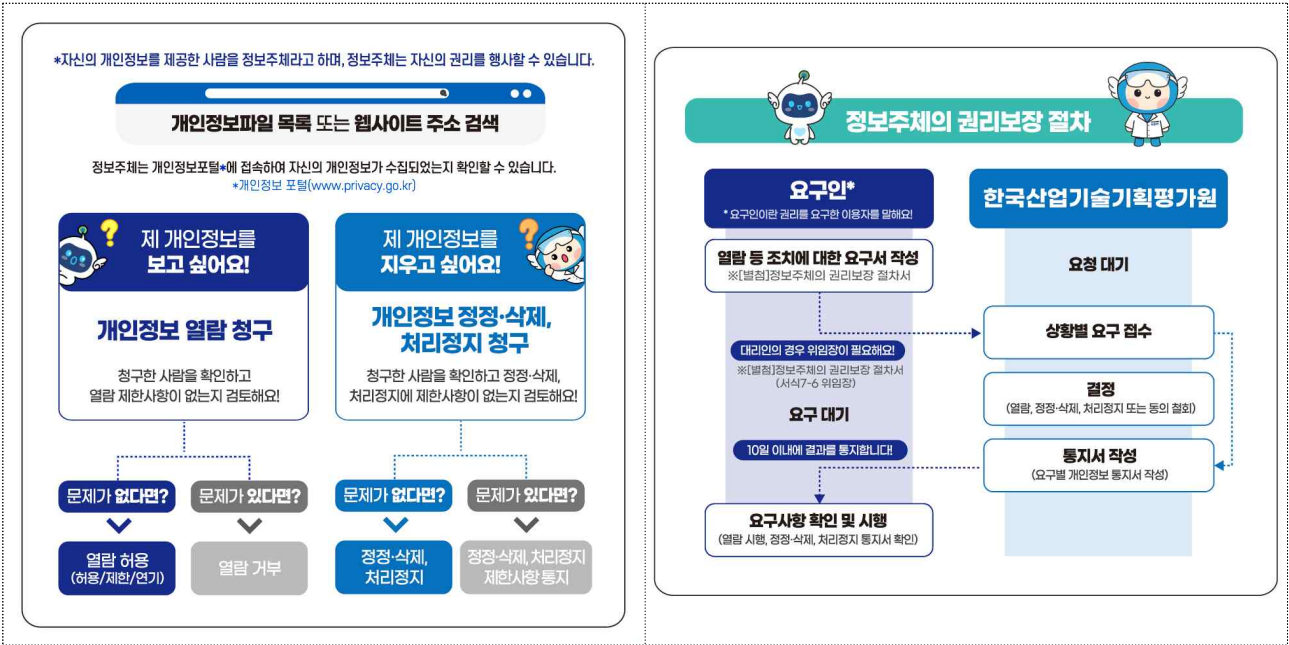 *자신의 개인정보를 제공한 사람을 정보주체라고 하며, 정보주체는 자신의 권리를 행사할 수 있습니다.
개인정보파일 목록 또는 웹사이트 주소 검색
정보주체는 개인정보포털*에 접속하여 자신의 개인정보가 수집되었는지 확인할 수 있습니다.
*개인정보 포털(www.privacy.go.kr)
제 개인정보를
보고 싶어요!
개인정보 열람 청구
청구한 사람을 확인하고
열람 제한사항이 없는지 검토해요!
문제가 없다면?
문제가 있다면?
열람 허용
(허용/제한/연기)
열람 거부
제 개인정보를
지우고 싶어요!
개인정보 정정·삭제,
처리정지 청구
청구한 사람을 확인하고 정정·삭제,
처리정지에 제한사항이 없는지 검토해요!
문제가 없다면?
문제가 있다면?
정정·삭제,
처리정지
정정·삭제, 처리정지
제한사항 통지
정보주체의 권리보장 절차
요구인*
* 요구인이란 권리를 요구한 이용자를 말해요!
한국산업기술기획평가원
열람 등 조치에 대한 요구서 작성
※[별첨]정보주체의 권리보장 절차서
요청 대기
상황별 요구 접수
대리인의 경우 위임장이 필요해요!
※[별첨]정보주체의 권리보장 절차서
(서식7-6 위임장)
결정
(열람, 정정·삭제, 처리정지 또는 동의 철회)
요구 대기
10일 이내에 결과를 통지합니다!
통지서 작성
(요구별 개인정보 통지서 작성)
요구사항 확인 및 시행
(열람 시행, 정정·삭제, 처리정지 통지서 확인)